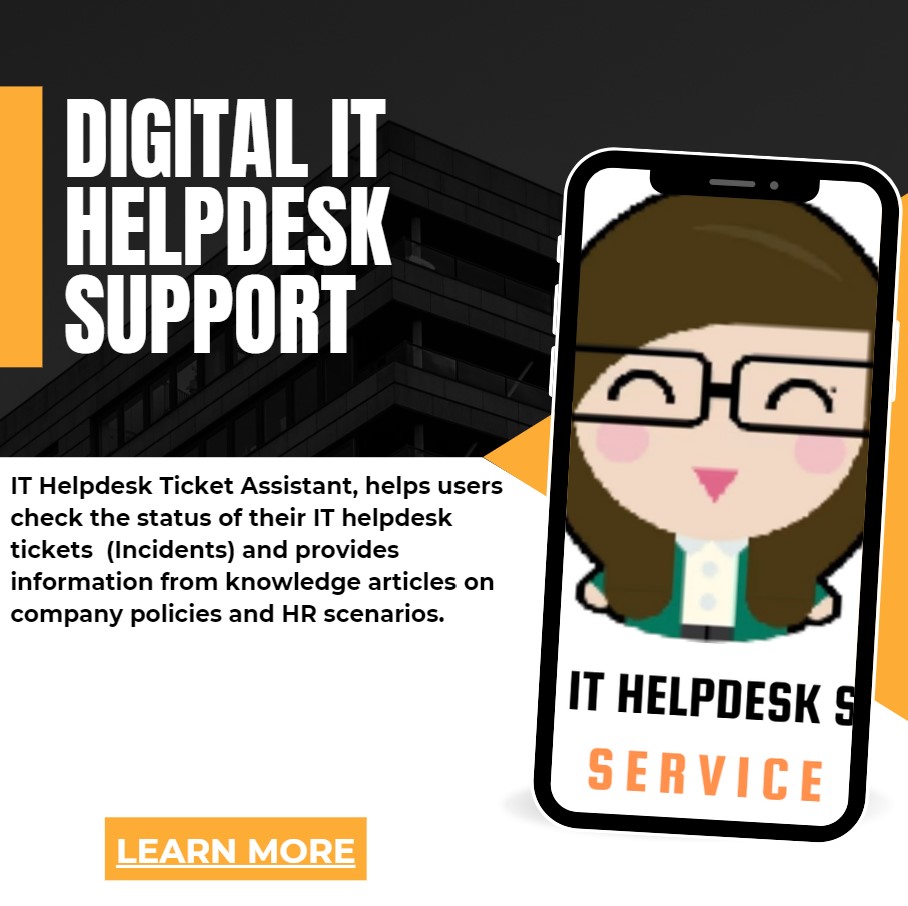 DIGITAL IT
HELPDESK
SUPPORT
IT Helpdesk Ticket Assistant, helps users
check the status of their IT helpdesk
tickets  (Incidents) and provides
information from knowledge articles on
company policies and HR scenarios.
LEARN MORE
IT HELPDESK S
SERVICE